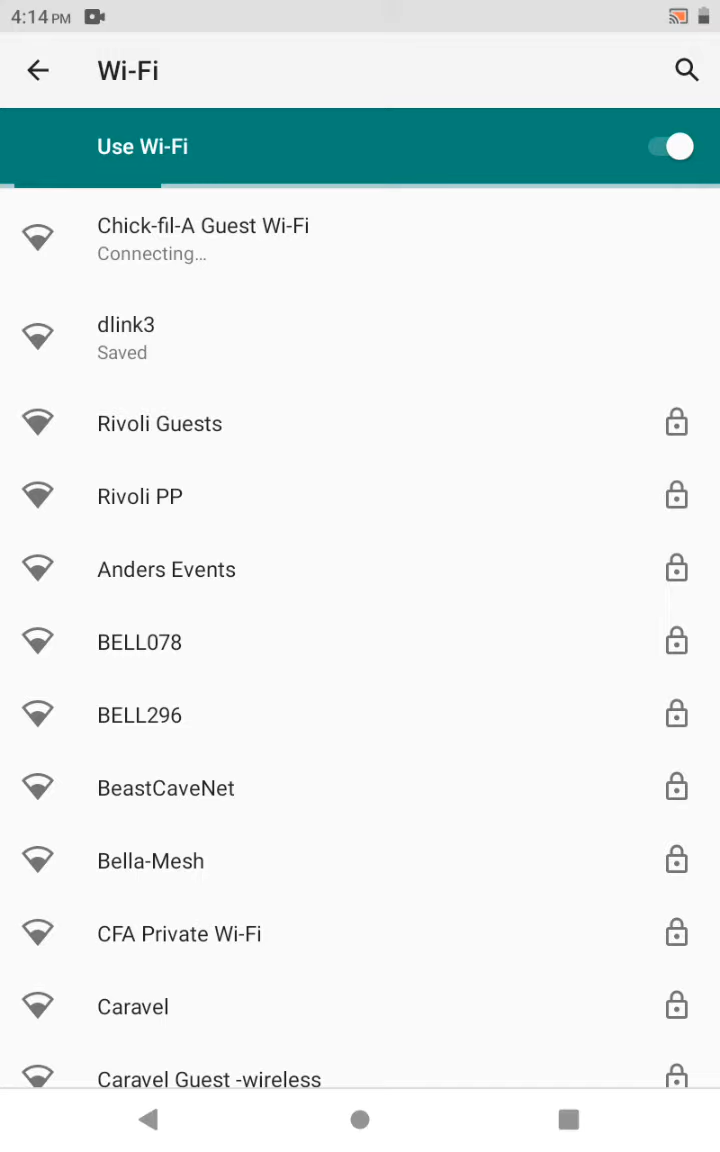 4:14 PM
Wi-Fi
Use Wi-Fi
Chick-fil-A Guest Wi-Fi
Connecting…
dlink3
Saved
Rivoli Guests
Rivoli PP
Anders Events
BELL078
BELL296
BeastCaveNet
Bella-Mesh
CFA Private Wi-Fi
Caravel
Caravel Guest -wireless